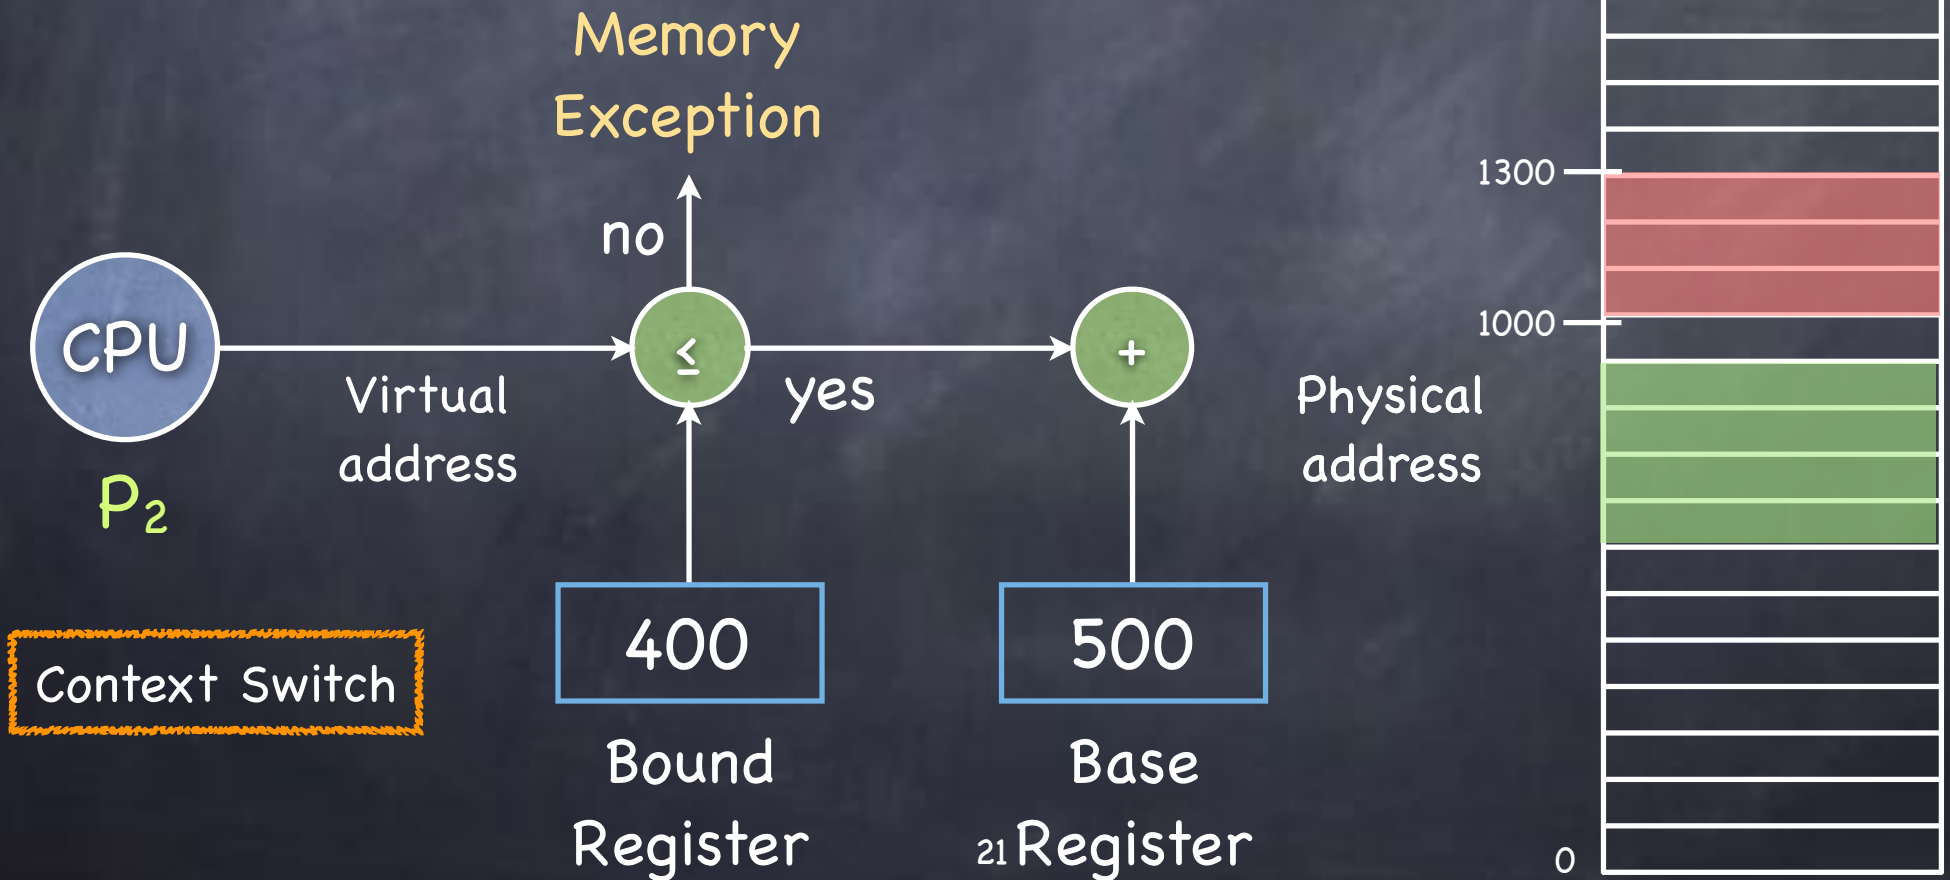 Memory
Exception
1300
no
1000
CPU
≤
+
yes
Virtual
address
Physical
address
P2
400
500
Context Switch
Bound
Register
Base
Register
21
0